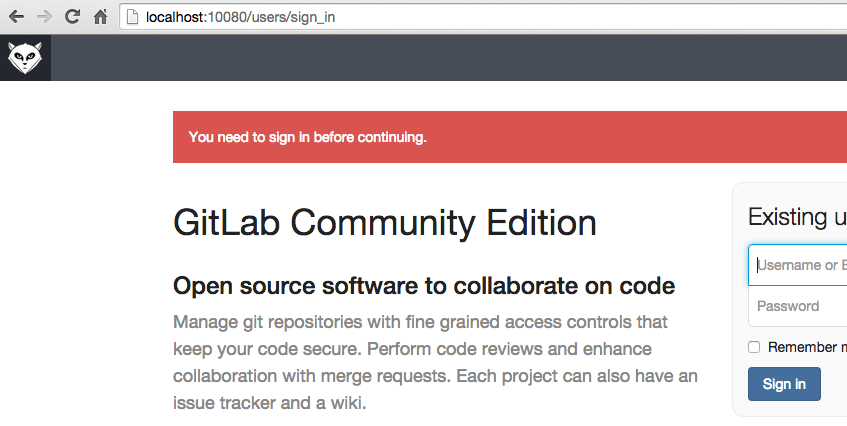 localhost:10080/users/sign_in
You need to sign in before continuing.
GitLab Community Edition
Existing u
Open source software to collaborate on code
Username or E
Manage git repositories with fine grained access controls that
keep your code secure. Perform code reviews and enhance
collaboration with merge requests. Each project can also have an
issue tracker and a wiki.
Password
Remember m
Sign in